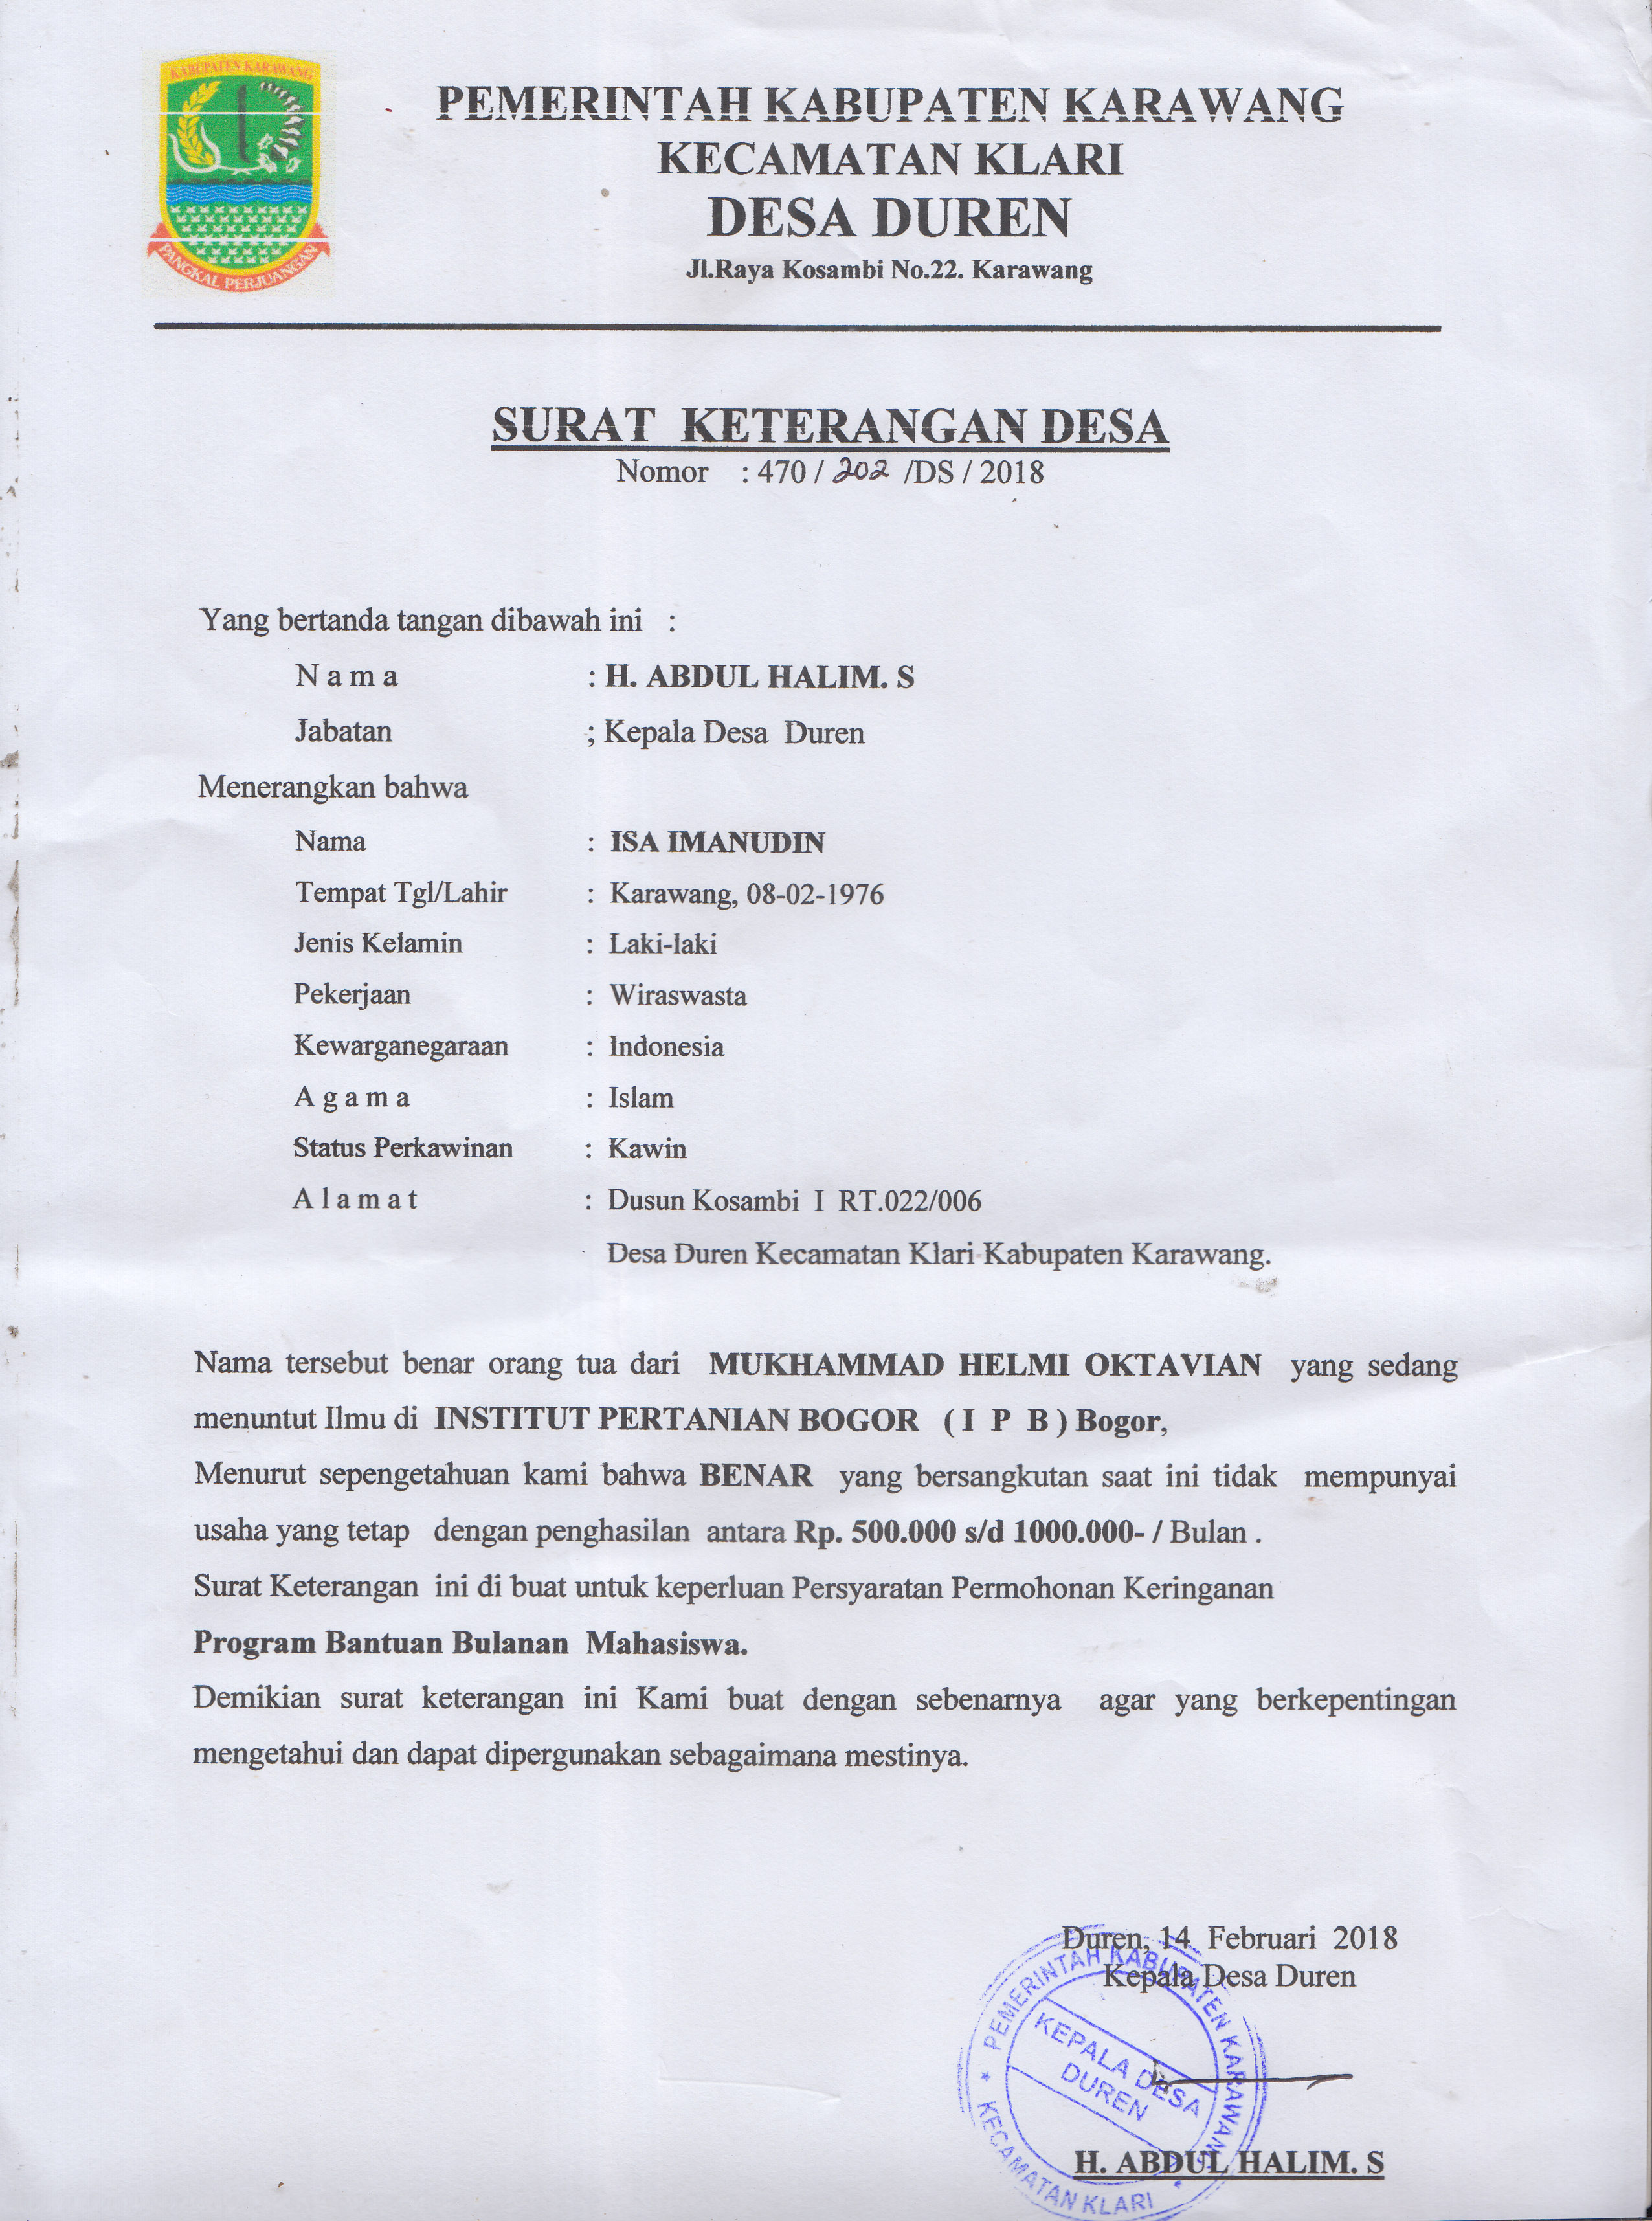 KABUPATEN KARAWANG
PANGKAL PERJUANGAN
PEMERINTAH KABUPATEN KARAWANG
KECAMATAN KLARI
DESA DUREN
Jl.Raya Kosambi No.22. Karawang
SURAT KETERANGAN DESA
Nomor : 470 / 202 /DS / 2018
Yang bertanda tangan dibawah ini :
N a m a : H. ABDUL HALIM. S
Jabatan ; Kepala Desa Duren
Menerangkan bahwa
Nama : ISA IMANUDIN
Tempat Tgl/Lahir : Karawang, 08-02-1976
Jenis Kelamin : Laki-laki
Pekerjaan : Wiraswasta
Kewarganegaraan : Indonesia
A g a m a : Islam
Status Perkawinan : Kawin
A l a m a t : Dusun Kosambi I RT.022/006
Desa Duren Kecamatan Klari Kabupaten Karawang.
Nama tersebut benar orang tua dari MUKHAMMAD HELMI OKTAVIAN yang sedang
menuntut Ilmu di INSTITUT PERTANIAN BOGOR ( I P B ) Bogor,
Menurut sepengetahuan kami bahwa BENAR yang bersangkutan saat ini tidak mempunyai
usaha yang tetap dengan penghasilan antara Rp. 500.000 s/d 1000.000- / Bulan .
Surat Keterangan ini di buat untuk keperluan Persyaratan Permohonan Keringanan
Program Bantuan Bulanan Mahasiswa.
Demikian surat keterangan ini Kami buat dengan sebenarnya agar yang berkepentingan
mengetahui dan dapat dipergunakan sebagaimana mestinya.
Duren, 14 Februari 2018
Kepala Desa Duren
PEMERINTAH KABUPATEN KARAWANG
KEPALA DESA
DUREN
KECAMATAN KLARI
H. ABDUL HALIM. S